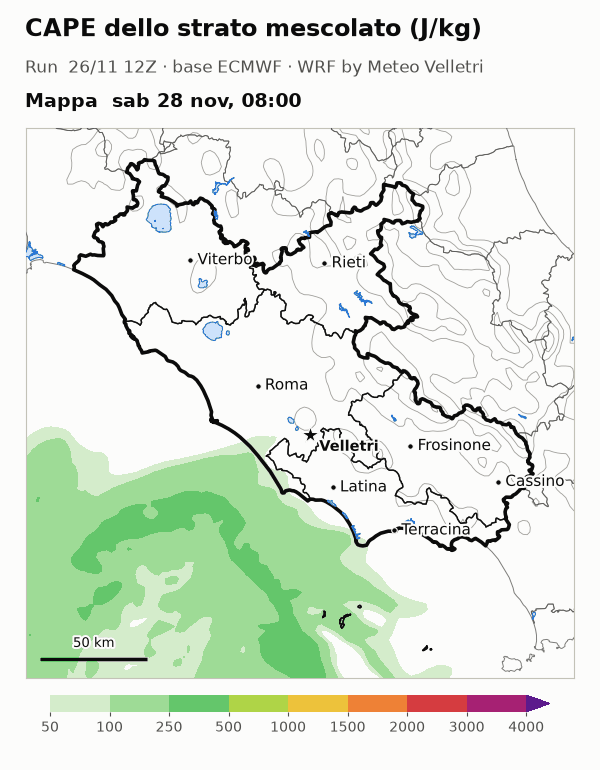 CAPE dello strato mescolato (J/kg)
Run  26/11 12Z · base ECMWF · WRF by Meteo Velletri
Mappa  sab 28 nov, 08:00
Viterbo
Rieti
Roma
Velletri
Frosinone
Cassino
Latina
Terracina
50 km
50 100 250 500 1000 1500 2000 3000 4000